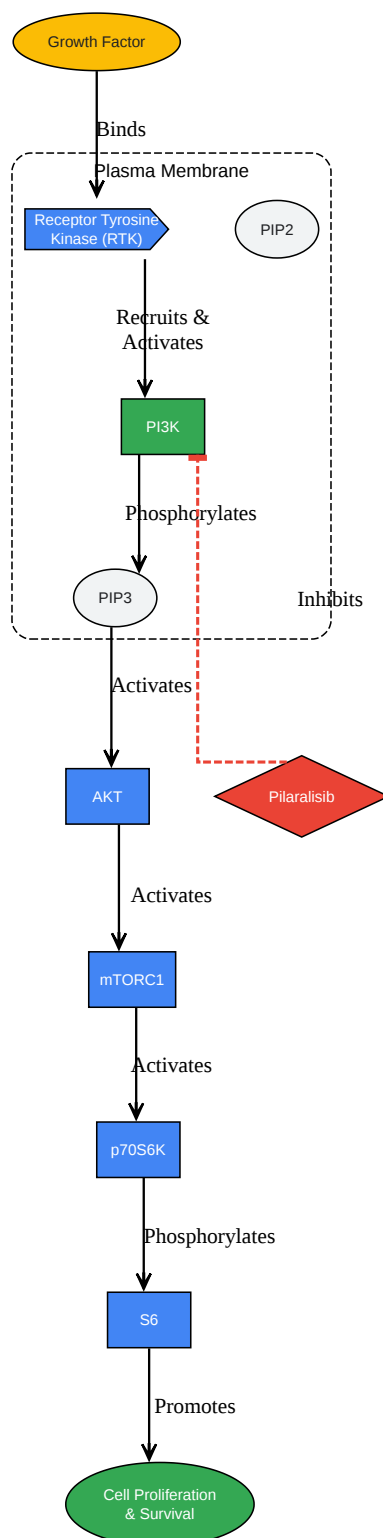 Growth Factor
Binds
Plasma Membrane
Receptor Tyrosine
Kinase (RTK)
PIP2
Recruits &
Activates
PI3K
Phosphorylates
PIP3
Inhibits
Activates
AKT
Pilaralisib
Activates
mTORC1
Activates
p70S6K
Phosphorylates
S6
Promotes
Cell Proliferation
& Survival